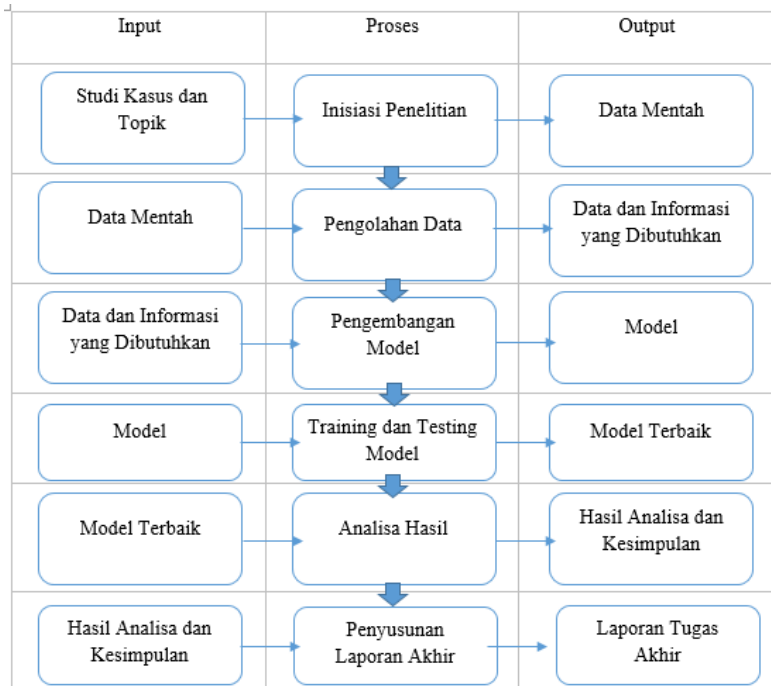 Input
Proses
Output
Studi Kasus dan
Topik
Inisiasi Penelitian
Data Mentah
Data Mentah
Pengolahan Data
Data dan Informasi
yang Dibutuhkan
Data dan Informasi
yang Dibutuhkan
Pengembangan
Model
Model
Model
Training dan Testing
Model
Model Terbaik
Model Terbaik
Analisa Hasil
Hasil Analisa dan
Kesimpulan
Hasil Analisa dan
Kesimpulan
Penyusunan
Laporan Akhir
Laporan Tugas
Akhir